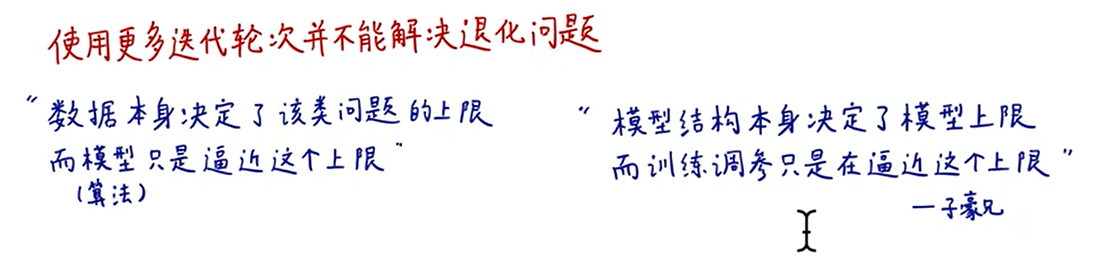 使用更多迭代轮次并不能解决退化问题
“数据本身决定了该类问题的上限
而模型只是逼近这个上限”
(算法)
“模型结构本身决定了模型上限
而训练调参只是在逼近这个上限”
—子豪兄